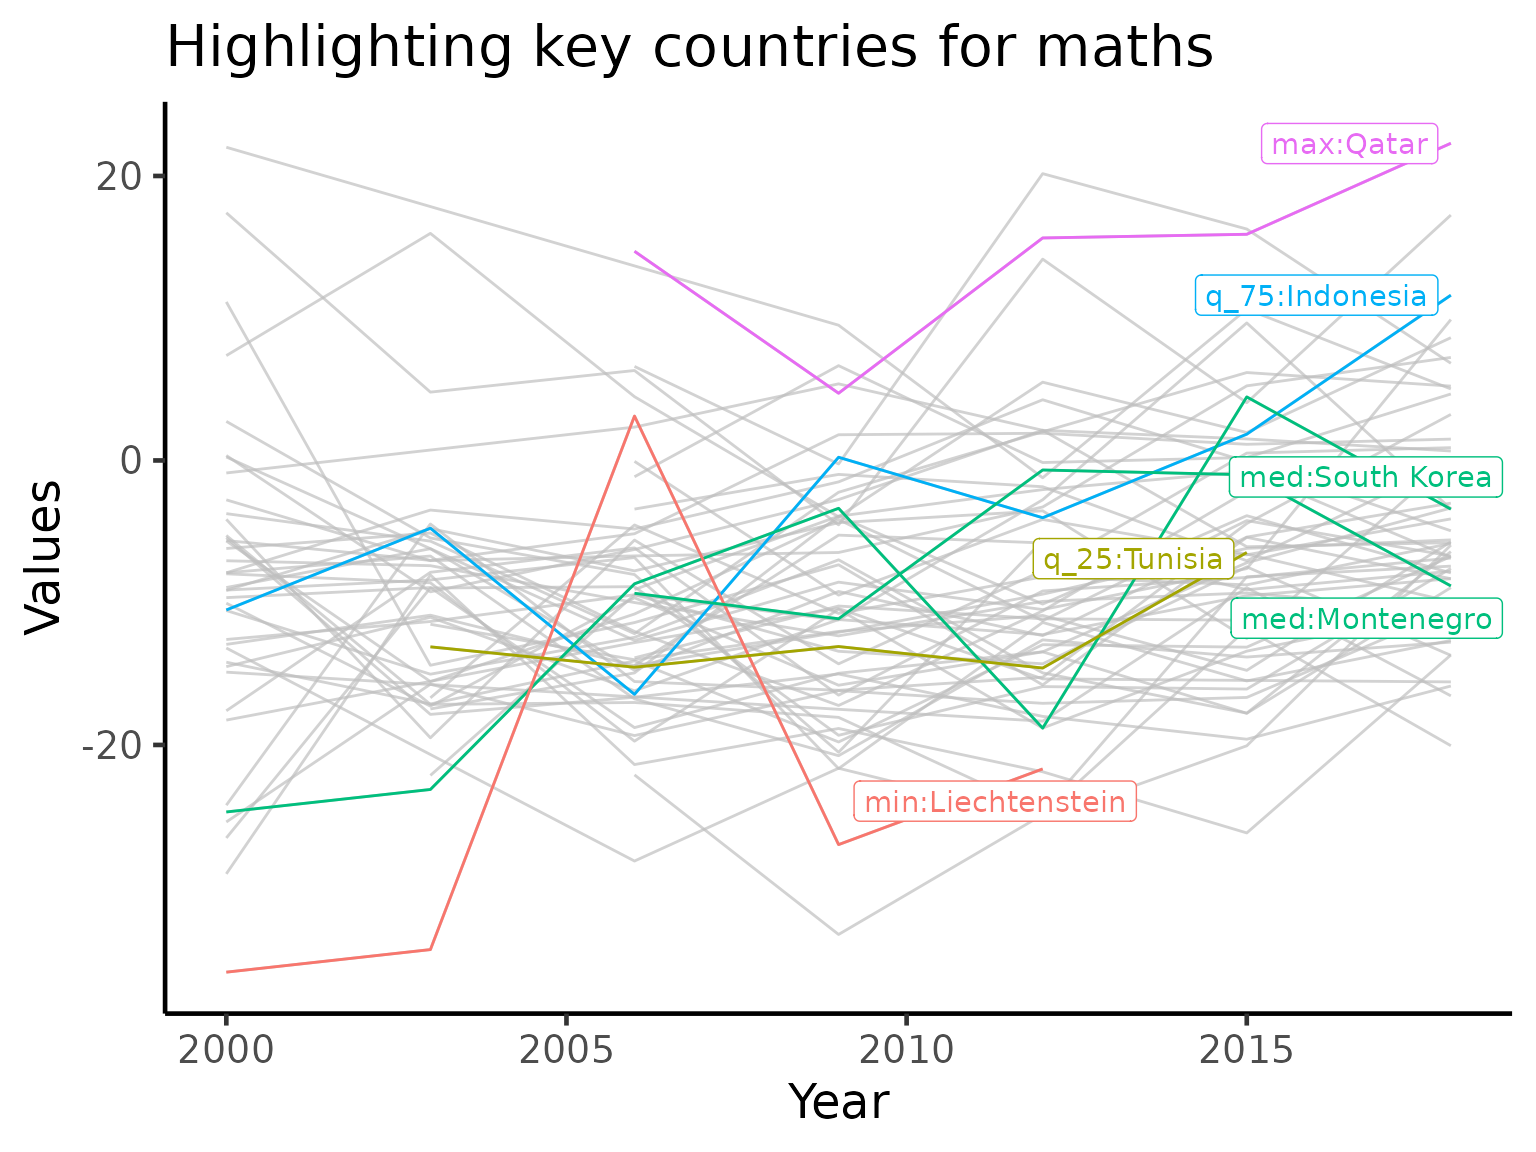 Highlighting key countries for maths
max:Qatar
q_75:Indonesia
med:South Korea
q_25:Tunisia
med:Montenegro
min:Liechtenstein
Values
20
0
-20
2000
2005
2010
2015
Year